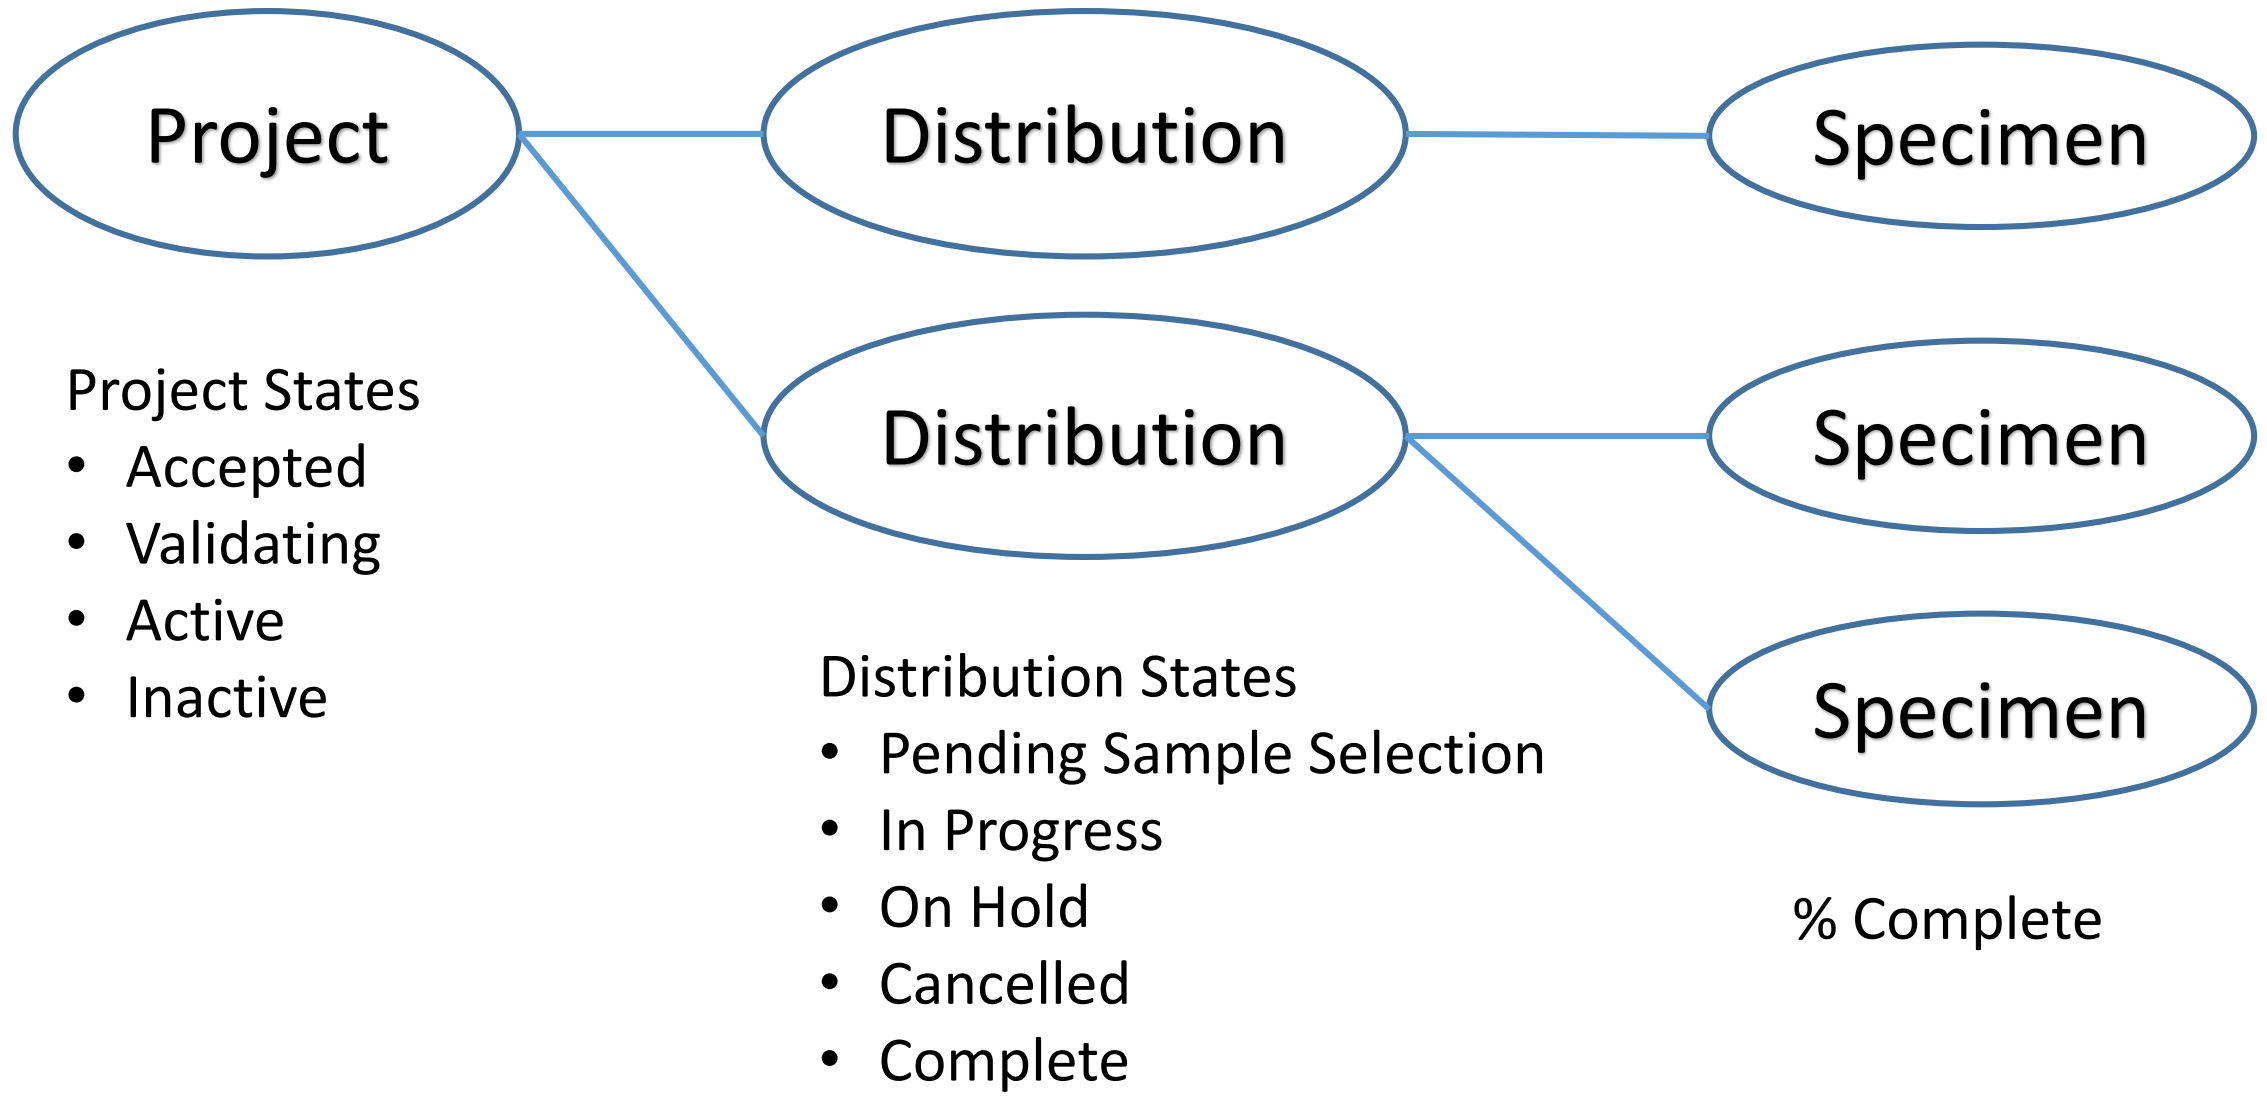 Project
Distribution
Specimen
Distribution
Specimen
Specimen
Project States
• Accepted
• Validating
• Active
• Inactive
Distribution States
• Pending Sample Selection
• In Progress
• On Hold
• Cancelled
• Complete
% Complete